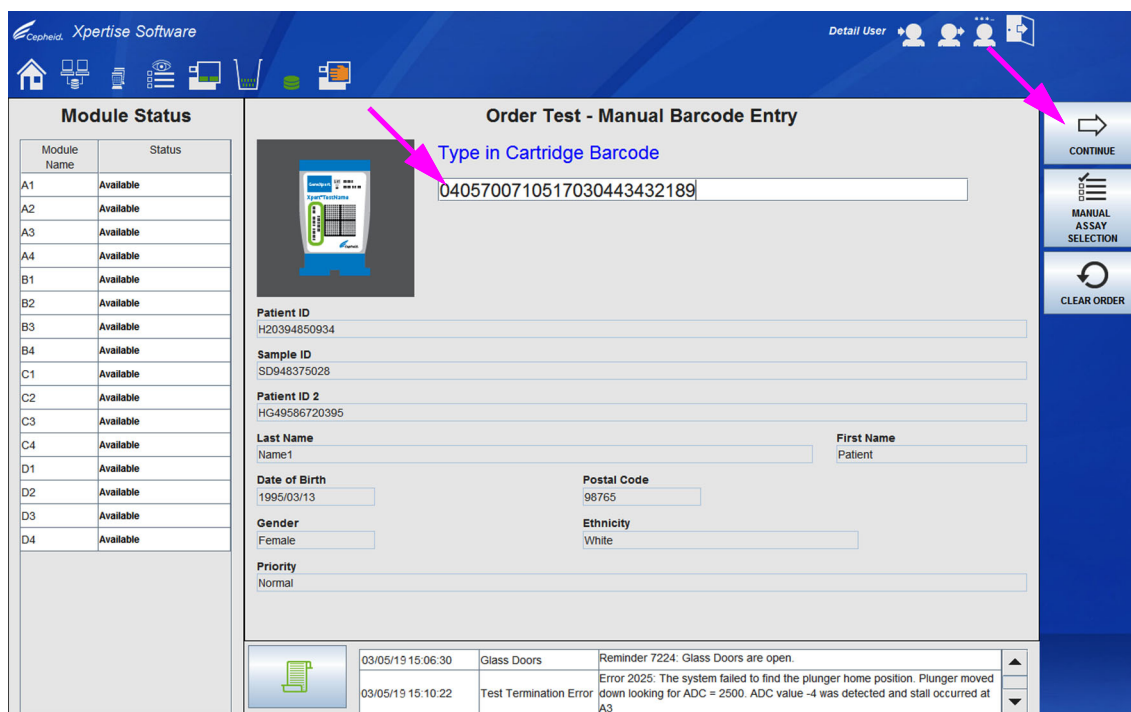 Cepheid. Xpertise Software
Detail User
Module Status
Module Name Status
A1 Available
A2 Available
A3 Available
A4 Available
B1 Available
B2 Available
B3 Available
B4 Available
C1 Available
C2 Available
C3 Available
C4 Available
D1 Available
D2 Available
D3 Available
D4 Available
Order Test - Manual Barcode Entry
Type in Cartridge Barcode
0405700710517030443432189
GeneXpert
Xpert TestName
Cepheid
Patient ID
H20394850934
Sample ID
SD948375028
Patient ID 2
HG49586720395
Last Name First Name
Name1 Patient
Date of Birth Postal Code
1995/03/13 98765
Gender Ethnicity
Female White
Priority
Normal
CONTINUE
MANUAL
ASSAY
SELECTION
CLEAR ORDER
03/05/19 15:06:30 Glass Doors Reminder 7224: Glass Doors are open.
03/05/19 15:10:22 Test Termination Error Error 2025: The system failed to find the plunger home position. Plunger moved
down looking for ADC = 2500. ADC value -4 was detected and stall occurred at
A3